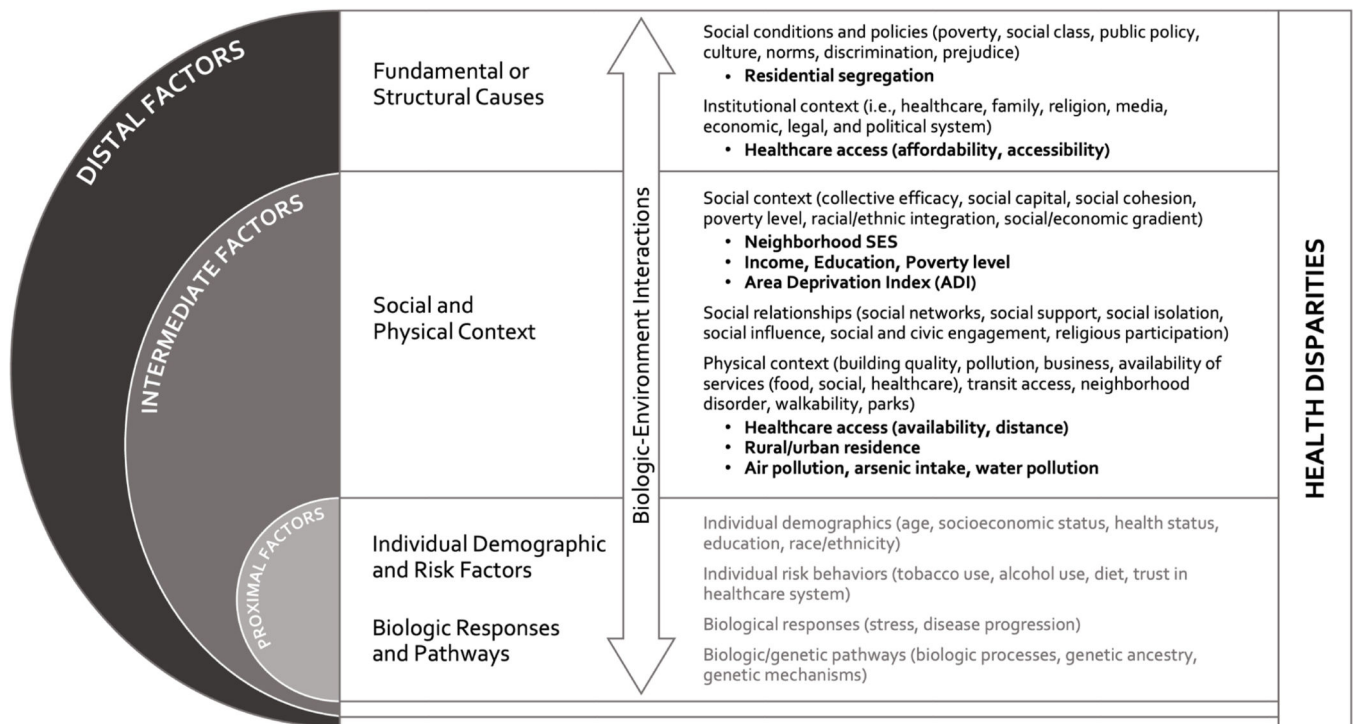 DISTAL FACTORS
INTERMEDIATE FACTORS
PROXIMAL FACTORS
Fundamental or
Structural Causes
Social and
Physical Context
Individual Demographic
and Risk Factors
Biologic Responses
and Pathways
Biologic-Environment Interactions
Social conditions and policies (poverty, social class, public policy,
culture, norms, discrimination, prejudice)
• Residential segregation
Institutional context (i.e., healthcare, family, religion, media,
economic, legal, and political system)
• Healthcare access (affordability, accessibility)
Social context (collective efficacy, social capital, social cohesion,
poverty level, racial/ethnic integration, social/economic gradient)
• Neighborhood SES
• Income, Education, Poverty level
• Area Deprivation Index (ADI)
Social relationships (social networks, social support, social isolation,
social influence, social and civic engagement, religious participation)
Physical context (building quality, pollution, business, availability of
services (food, social, healthcare), transit access, neighborhood
disorder, walkability, parks)
• Healthcare access (availability, distance)
• Rural/urban residence
• Air pollution, arsenic intake, water pollution
Individual demographics (age, socioeconomic status, health status,
education, race/ethnicity)
Individual risk behaviors (tobacco use, alcohol use, diet, trust in
healthcare system)
Biological responses (stress, disease progression)
Biologic/genetic pathways (biologic processes, genetic ancestry,
genetic mechanisms)
HEALTH DISPARITIES